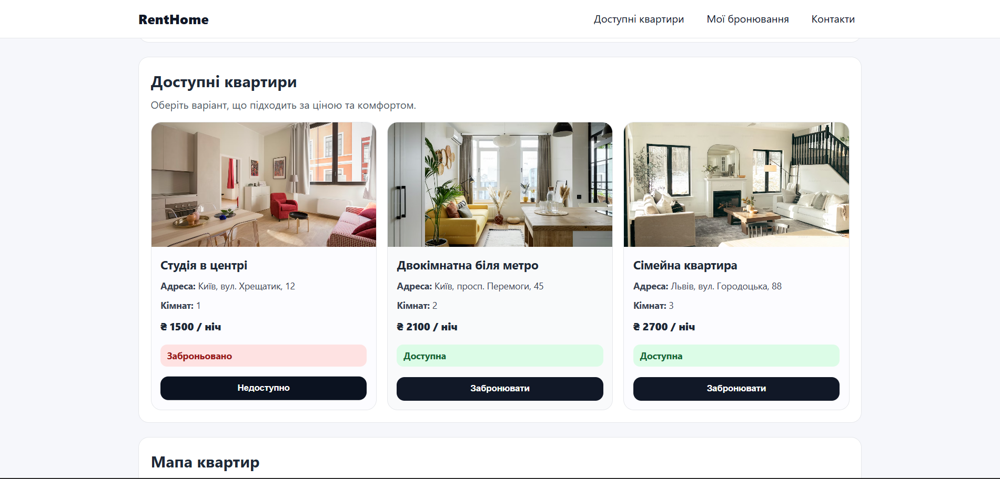 RentHome
Доступні квартири
Мої бронювання
Контакти
Доступні квартири
Оберіть варіант, що підходить за ціною та комфортом.
Студія в центрі
Адреса: Київ, вул. Хрещатик, 12
Кімнат: 1
₴ 1500 / ніч
Заброньовано
Недоступно
Двокімнатна біля метро
Адреса: Київ, просп. Перемоги, 45
Кімнат: 2
₴ 2100 / ніч
Доступна
Забронювати
Сімейна квартира
Адреса: Львів, вул. Городоцька, 88
Кімнат: 3
₴ 2700 / ніч
Доступна
Забронювати
Мапа квартир